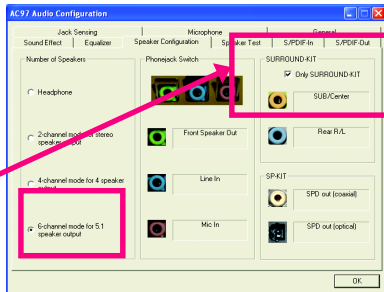 AC97 Audio Configuration
Jack Sensing
Microphone
General
Sound Effect
Equalizer
Speaker Configuration
Speaker Test
S/PDIF-In
S/PDIF-Out
Number of Speakers
Headphone
2-channel mode for stereo
speaker output
4-channel mode for 4 speaker
output
6-channel mode for 5.1
speaker output
Phonejack Switch
Front Speaker Out
Line In
Mic In
SURROUND-KIT
Only SURROUND-KIT
SUB/Center
Rear R/L
SP-KIT
SPD out (coaxial)
SPD out (optical)
OK